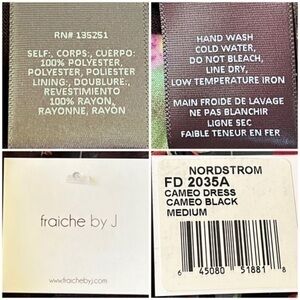 RN# 135251
SELF:, CORPS:, CUERPO:
100% POLYESTER,
POLYESTER, POLIESTER
LINING:, DOUBLURE:,
REVESTIMIENTO
100% RAYON,
RAYONNE, RAYÓN
HAND WASH
COLD WATER,
DO NOT BLEACH,
LINE DRY,
LOW TEMPERATURE IRON
MAIN FROIDE DE LAVAGE
NE PAS BLANCHIR
LIGNE SEC
FAIBLE TENEUR EN FER
fraiche by J
www.fraichebyj.com
NORDSTROM
FD 2035A
CAMEO DRESS
CAMEO BLACK
MEDIUM
6 45080 51881 8